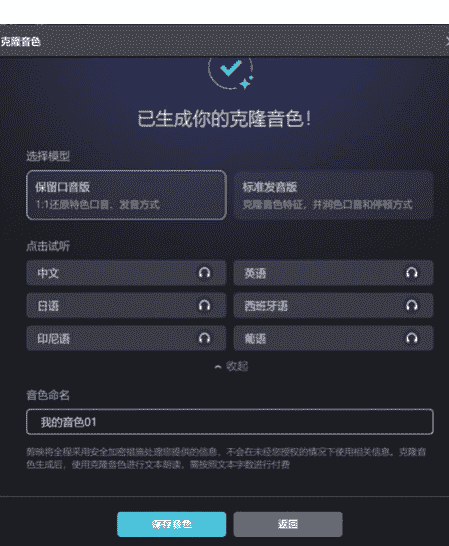 克隆音色
已生成你的克隆音色！
选择模型
保留口音版
1:1还原特色口音、发音方式
标准发音版
克隆音色特征，并润色口音和停顿方式
点击试听
中文
英语
日语
西班牙语
印尼语
葡语
收起
音色命名
我的音色01
剪映将全程采用安全加密措施处理您提供的信息，不会在未经您授权的情况下使用相关信息。克隆音
色生成后，使用克隆音色进行文本朗读，需按照文本字数进行付费
保存音色
返回